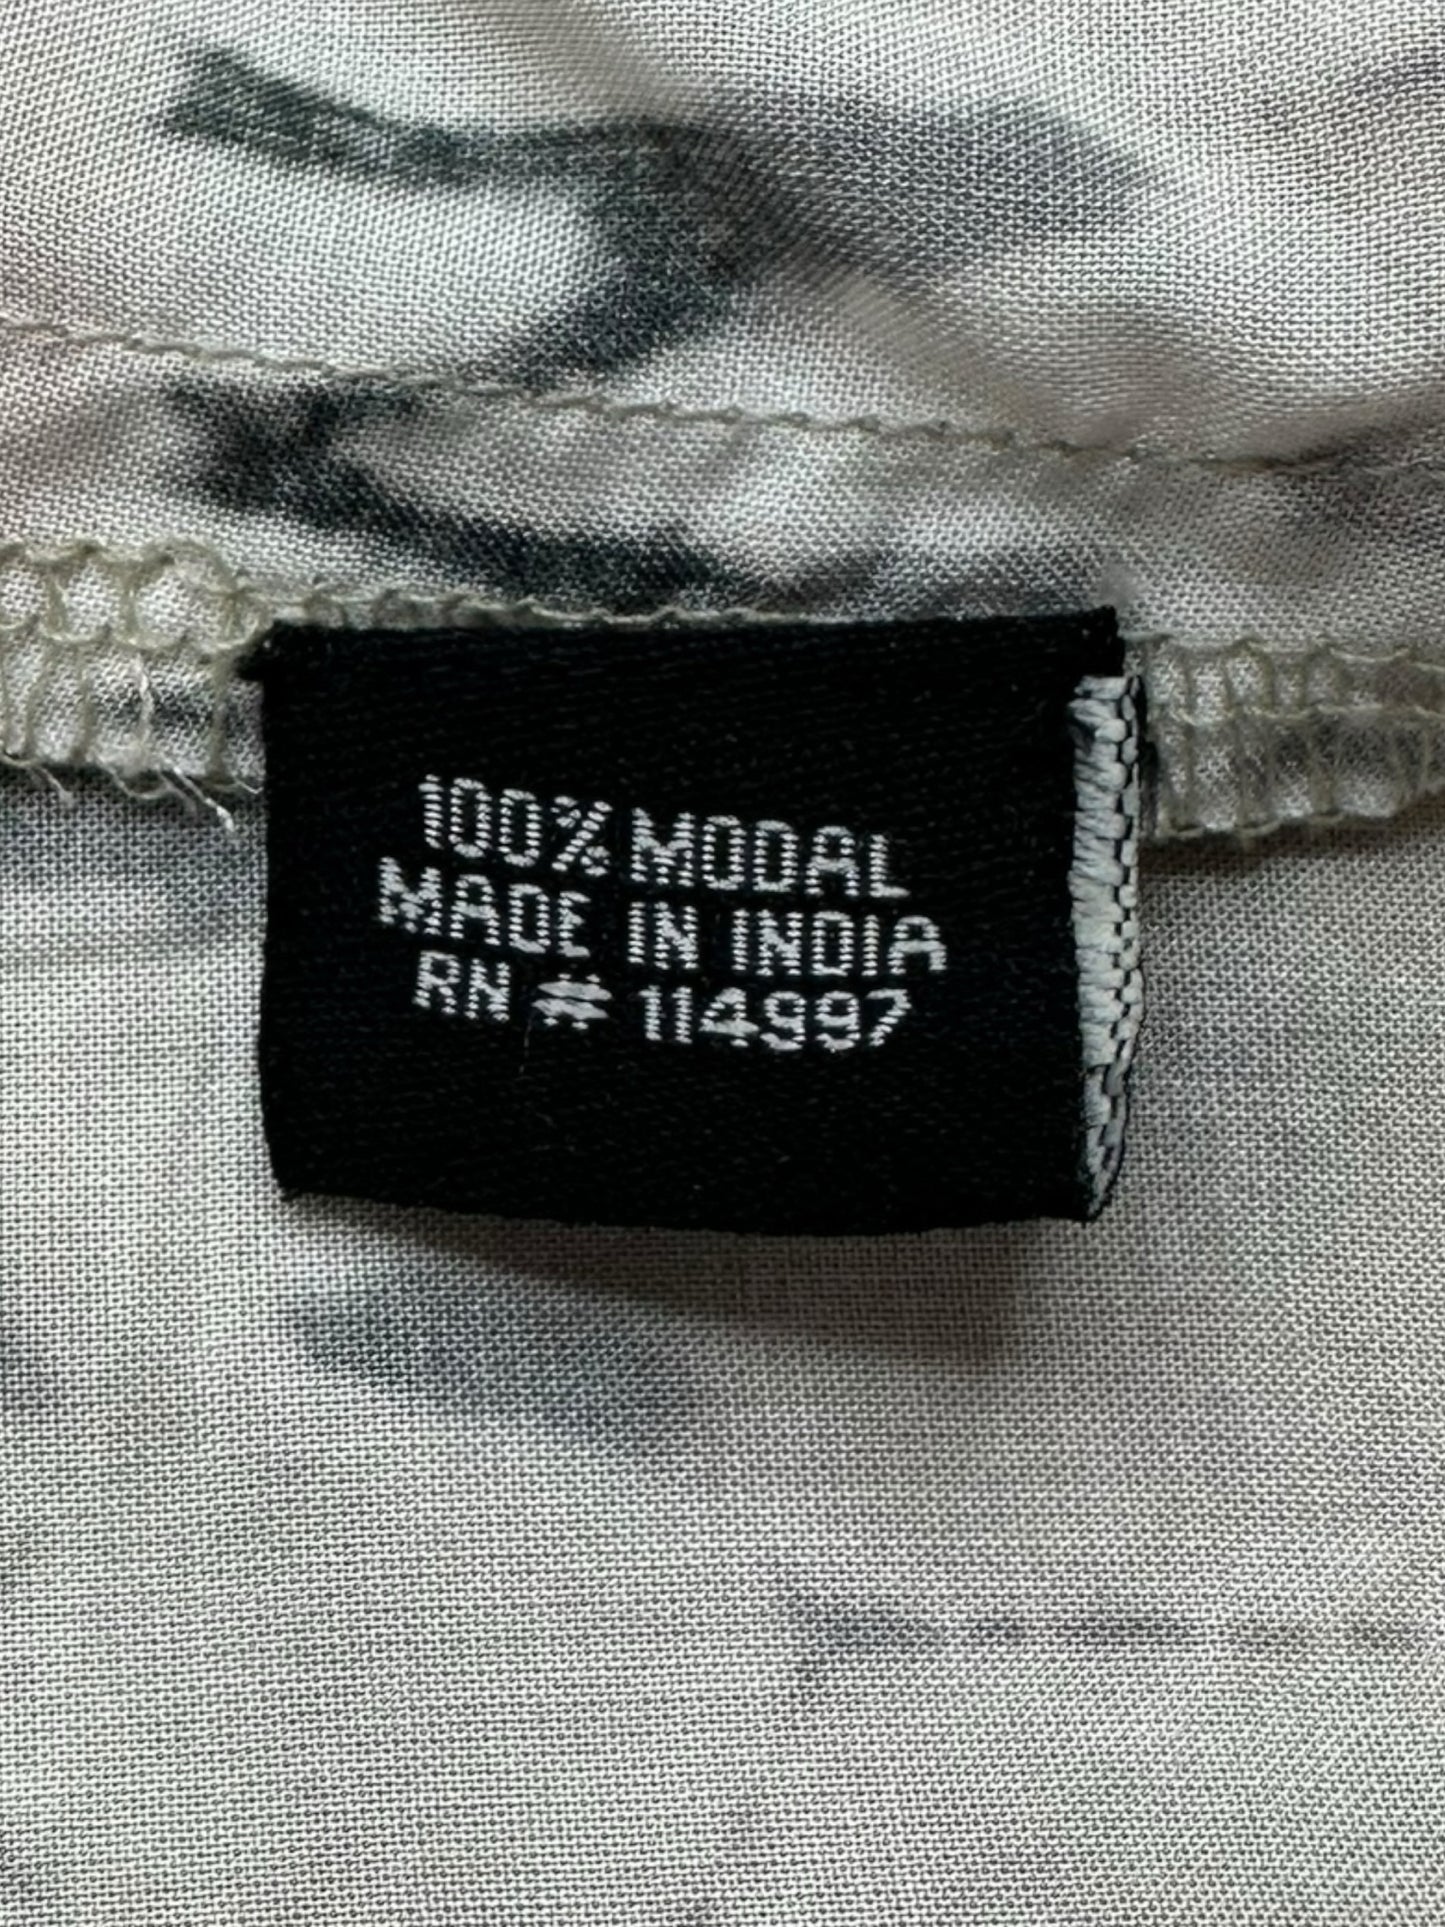 100% MODAL
MADE IN INDIA
RN # 114997